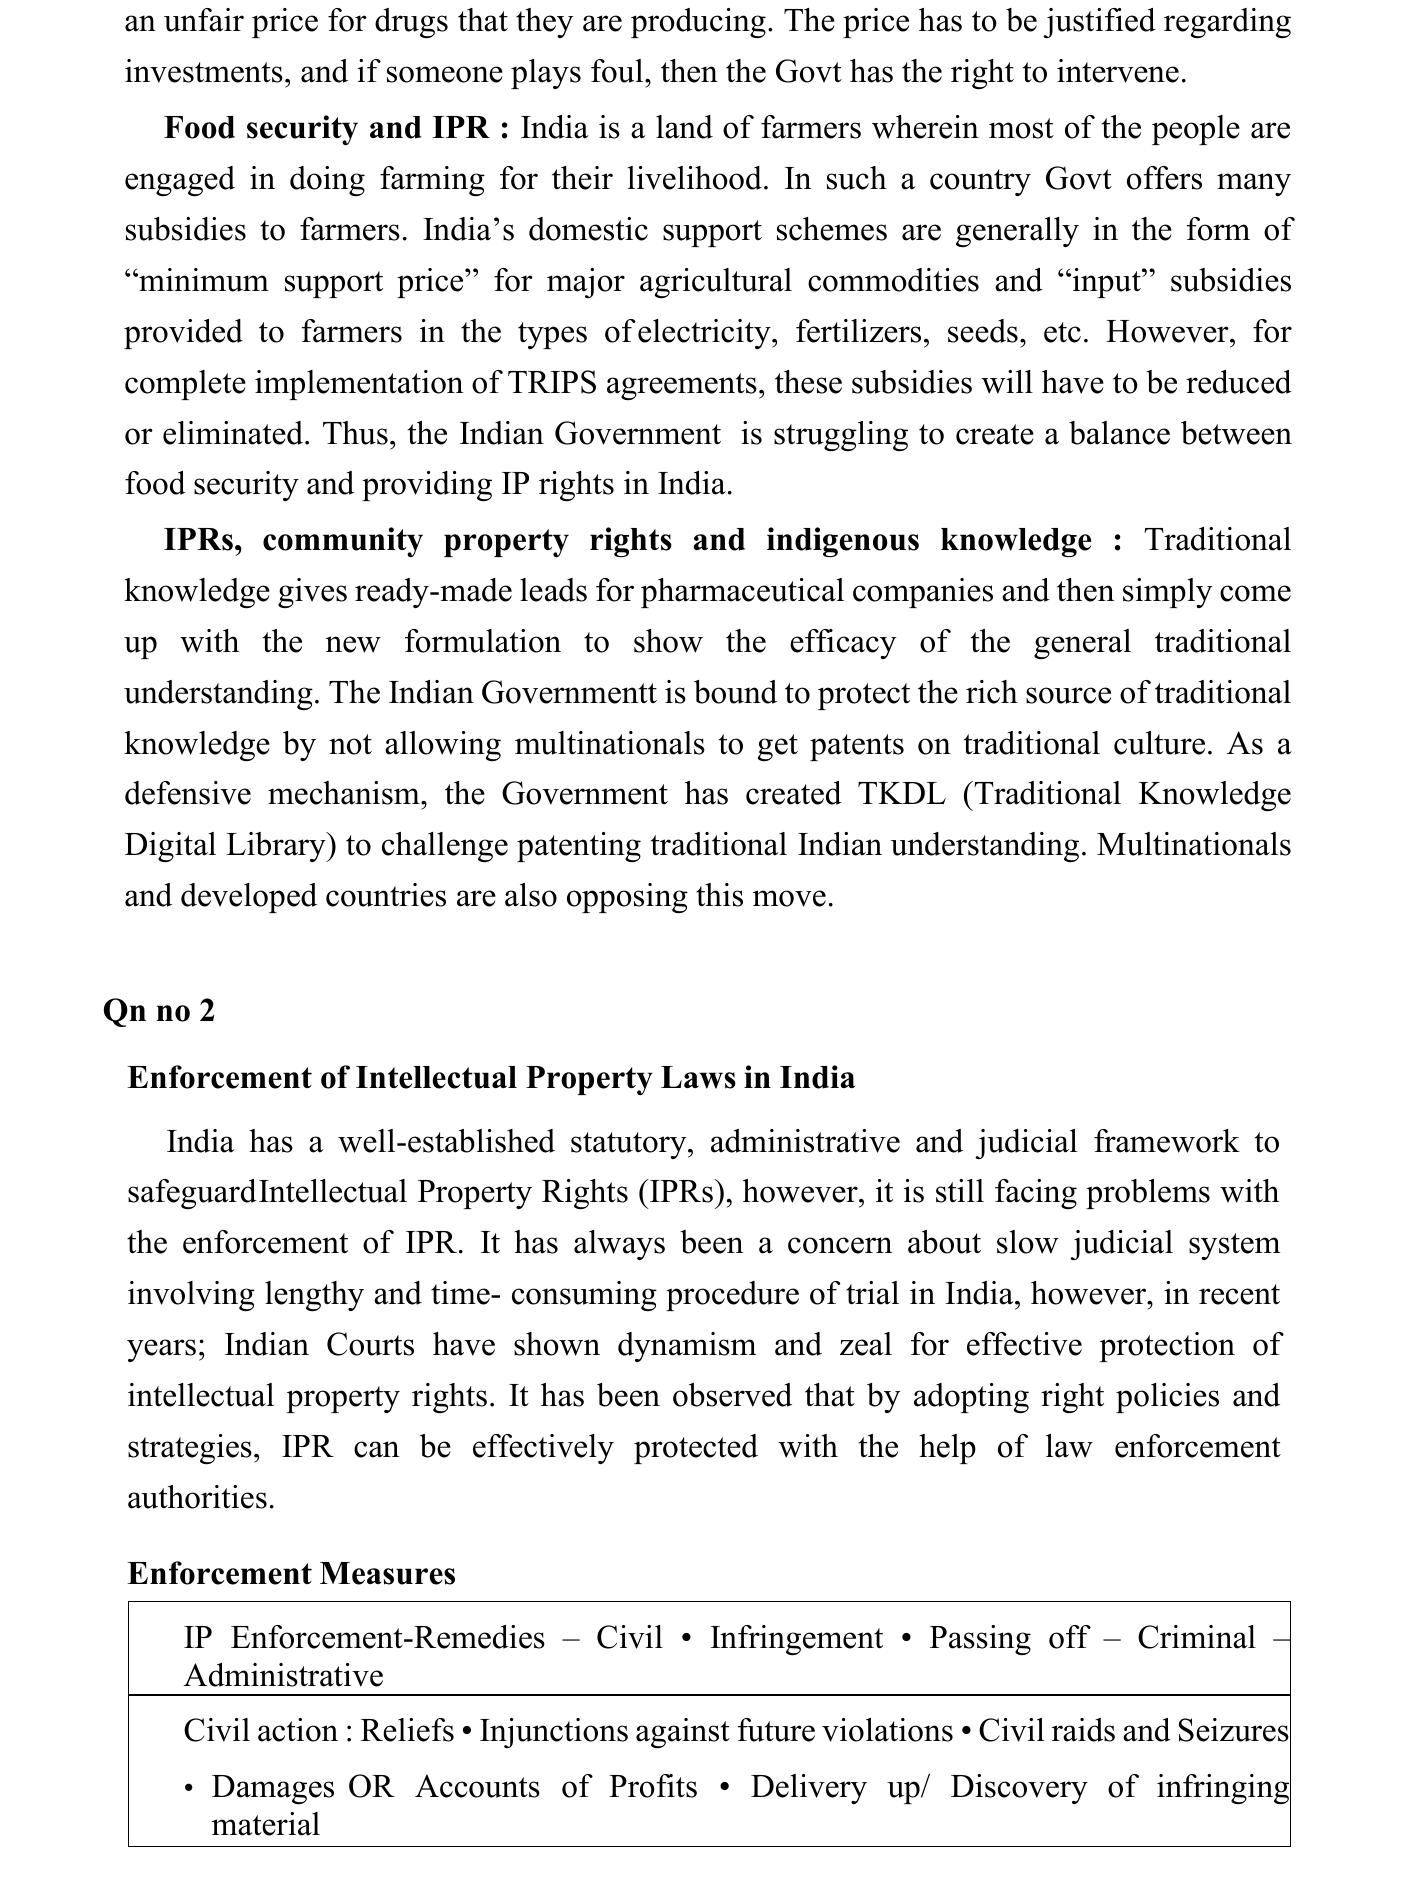 an unfair price for drugs that they are producing. The price has to be justified regarding
investments, and if someone plays foul, then the Govt has the right to intervene.
Food security and IPR : India is a land of farmers wherein most of the people are
engaged in doing farming for their livelihood. In such a country Govt offers many
subsidies to farmers. India’s domestic support schemes are generally in the form of
“minimum support price” for major agricultural commodities and “input” subsidies
provided to farmers in the types ofelectricity, fertilizers, seeds, etc. However, for
complete implementation of TRIPS agreements, these subsidies will have to be reduced
or eliminated. Thus, the Indian Government is struggling to create a balance between
food security and providing IP rights in India.
IPRs, community property rights and indigenous knowledge : Traditional
knowledge gives ready-made leads for pharmaceutical companies and then simply come
up with the new formulation to show the efficacy of the general traditional
understanding. The Indian Governmentt is bound to protect the rich source of traditional
knowledge by not allowing multinationals to get patents on traditional culture. As a
defensive mechanism, the Government has created TKDL (Traditional Knowledge
Digital Library) to challenge patenting traditional Indian understanding. Multinationals
and developed countries are also opposing this move.
Qn no 2
Enforcement of Intellectual Property Laws in India
India has a well-established statutory, administrative and judicial framework to
safeguardIntellectual Property Rights (IPRs), however, it is still facing problems with
the enforcement of IPR. It has always been a concern about slow judicial system
involving lengthy and time- consuming procedure of trial in India, however, in recent
years; Indian Courts have shown dynamism and zeal for effective protection of
intellectual property rights. It has been observed that by adopting right policies and
strategies, IPR can be effectively protected with the help of law enforcement
authorities.
Enforcement Measures
IP Enforcement-Remedies – Civil • Infringement • Passing off – Criminal –
Administrative
Civil action : Reliefs • Injunctions against future violations • Civil raids and Seizures
• Damages OR Accounts of Profits • Delivery up/ Discovery of infringing
material